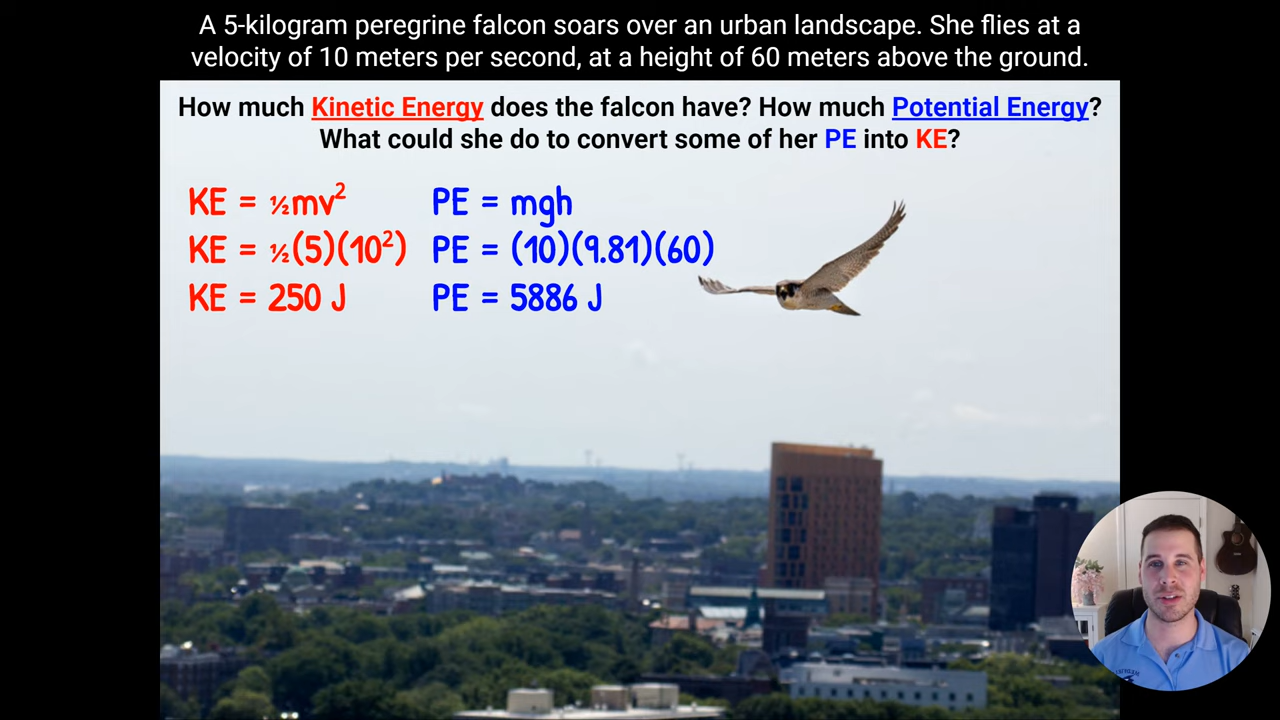 A 5-kilogram peregrine falcon soars over an urban landscape. She flies at a
velocity of 10 meters per second, at a height of 60 meters above the ground.
How much Kinetic Energy does the falcon have? How much Potential Energy?
What could she do to convert some of her PE into KE?
KE = ½mv²
KE = ½(5)(10²)
KE = 250 J
PE = mgh
PE = (10)(9.81)(60)
PE = 5886 J